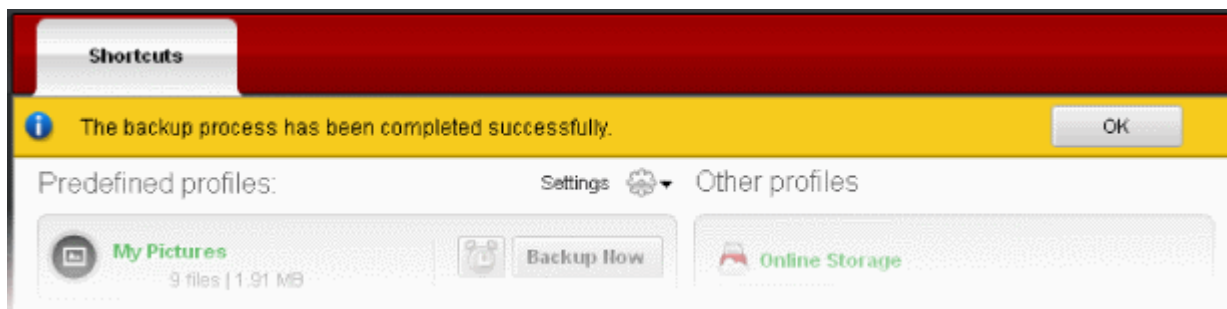 Shortcuts
The backup process has been completed successfully.
OK
Predefined profiles:
Settings
Other profiles
My Pictures
9 files | 1.91 MB
Backup Now
Online Storage